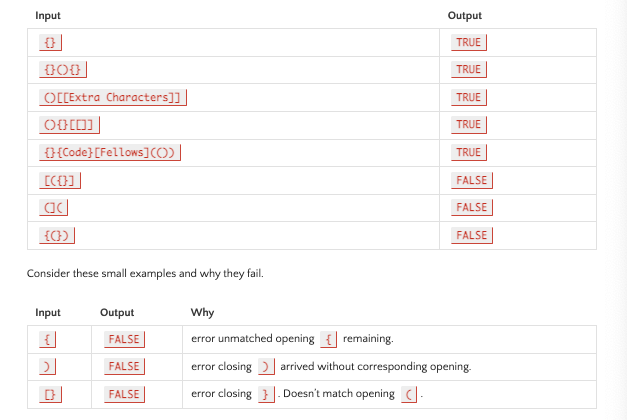 Input Output
{} TRUE
{}(){} TRUE
()[[Extra Characters]] TRUE
(){}[[]] TRUE
{}{Code}[Fellows](()) TRUE
[({}] FALSE
(]( FALSE
{(}) FALSE
Consider these small examples and why they fail.
Input Output Why
{ FALSE error unmatched opening { remaining.
) FALSE error closing ) arrived without corresponding opening.
[} FALSE error closing } . Doesn’t match opening ( .